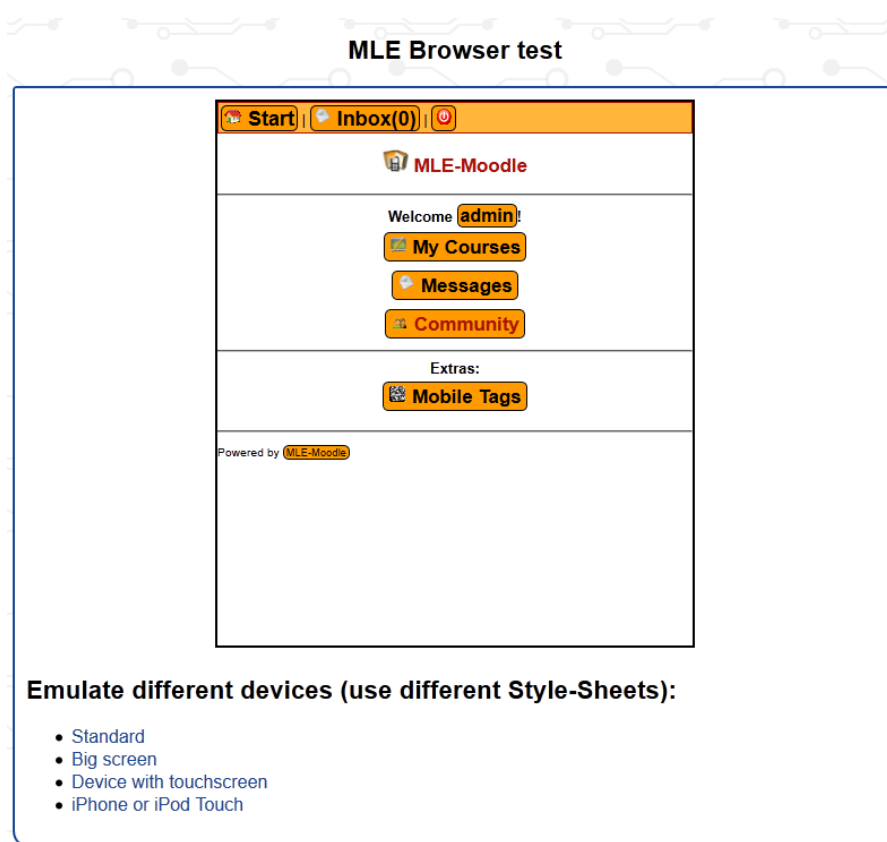 MLE Browser test
Start | Inbox(0) |
MLE-Moodle
Welcome admin!
My Courses
Messages
Community
Extras:
Mobile Tags
Powered by MLE-Moodle
Emulate different devices (use different Style-Sheets):
Standard
Big screen
Device with touchscreen
iPhone or iPod Touch